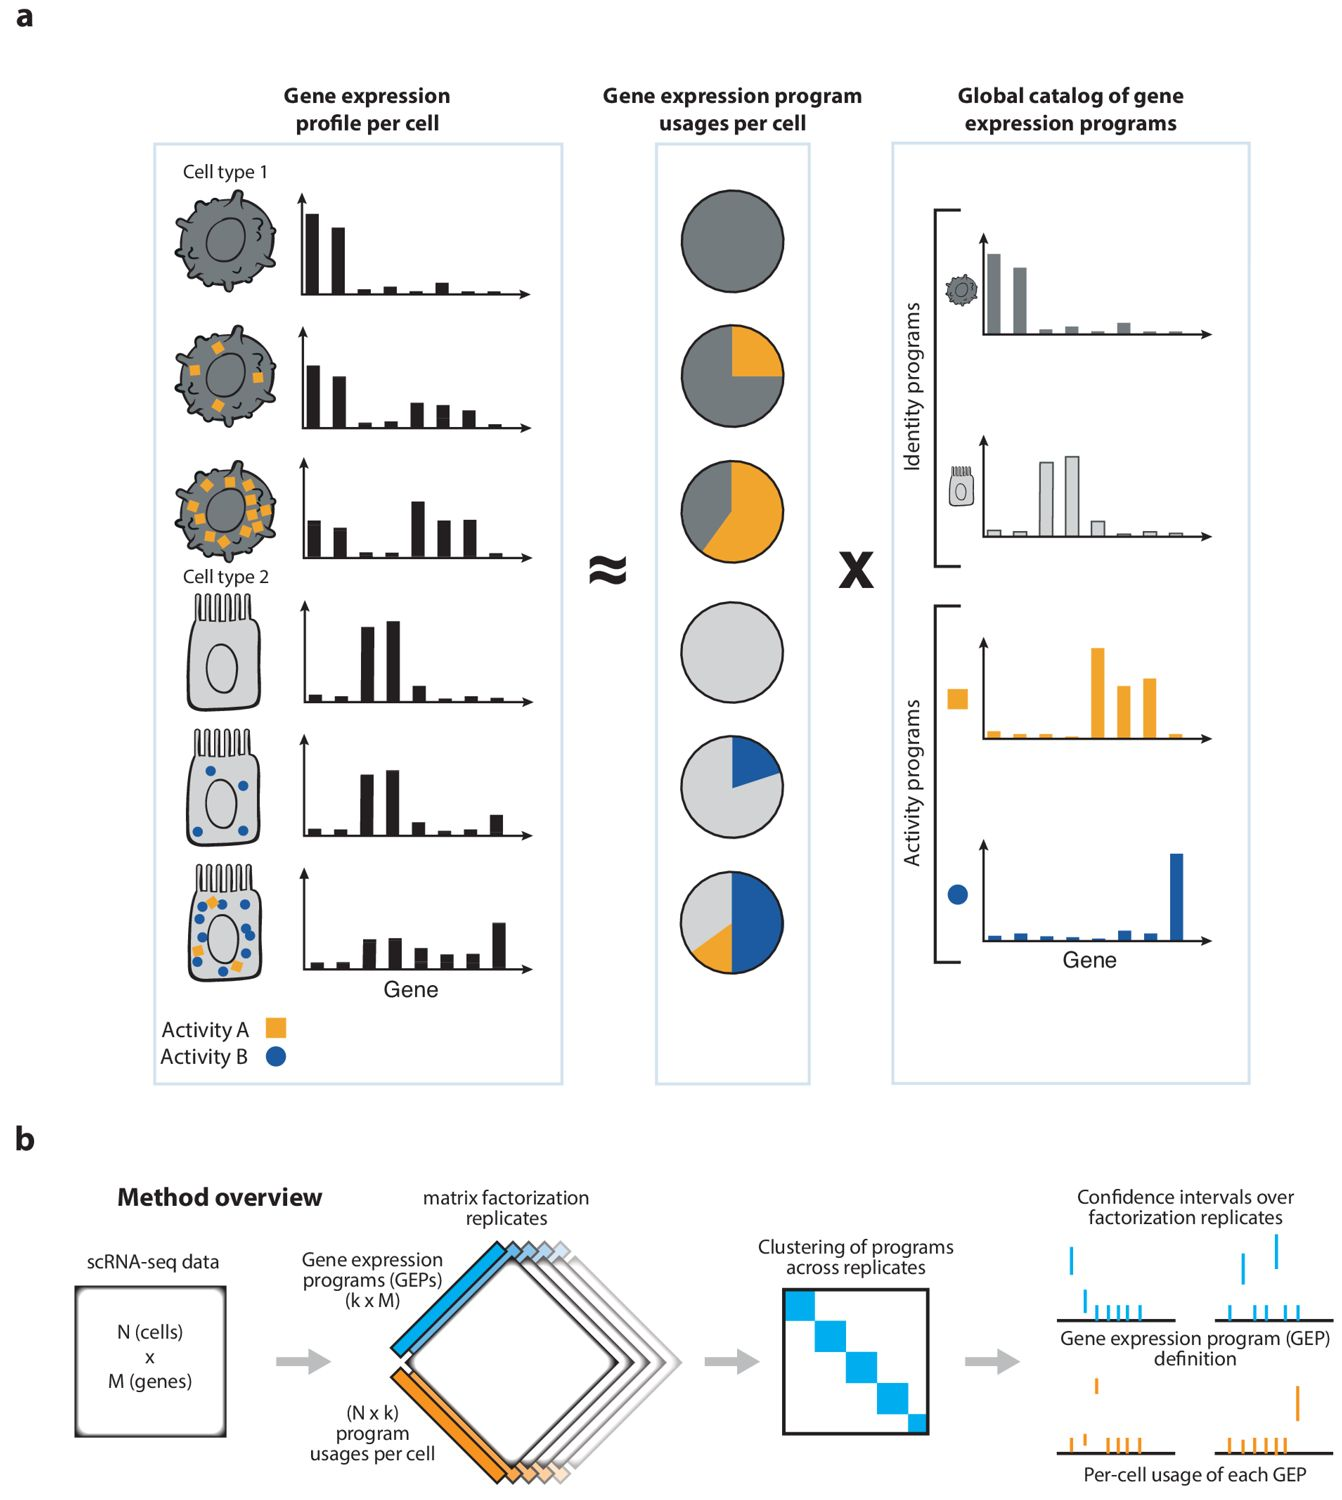 a
Gene expression
profile per cell
Gene expression program
usages per cell
Global catalog of gene
expression programs
Cell type 1
Cell type 2
≈
x
Identity programs
Activity programs
Gene
Gene
Activity A
Activity B
b
Method overview
scRNA-seq data
N (cells)
x
M (genes)
matrix factorization
replicates
Gene expression
programs (GEPs)
(k x M)
(N x k)
program
usages per cell
Clustering of programs
across replicates
Confidence intervals over
factorization replicates
Gene expression program (GEP)
definition
Per-cell usage of each GEP